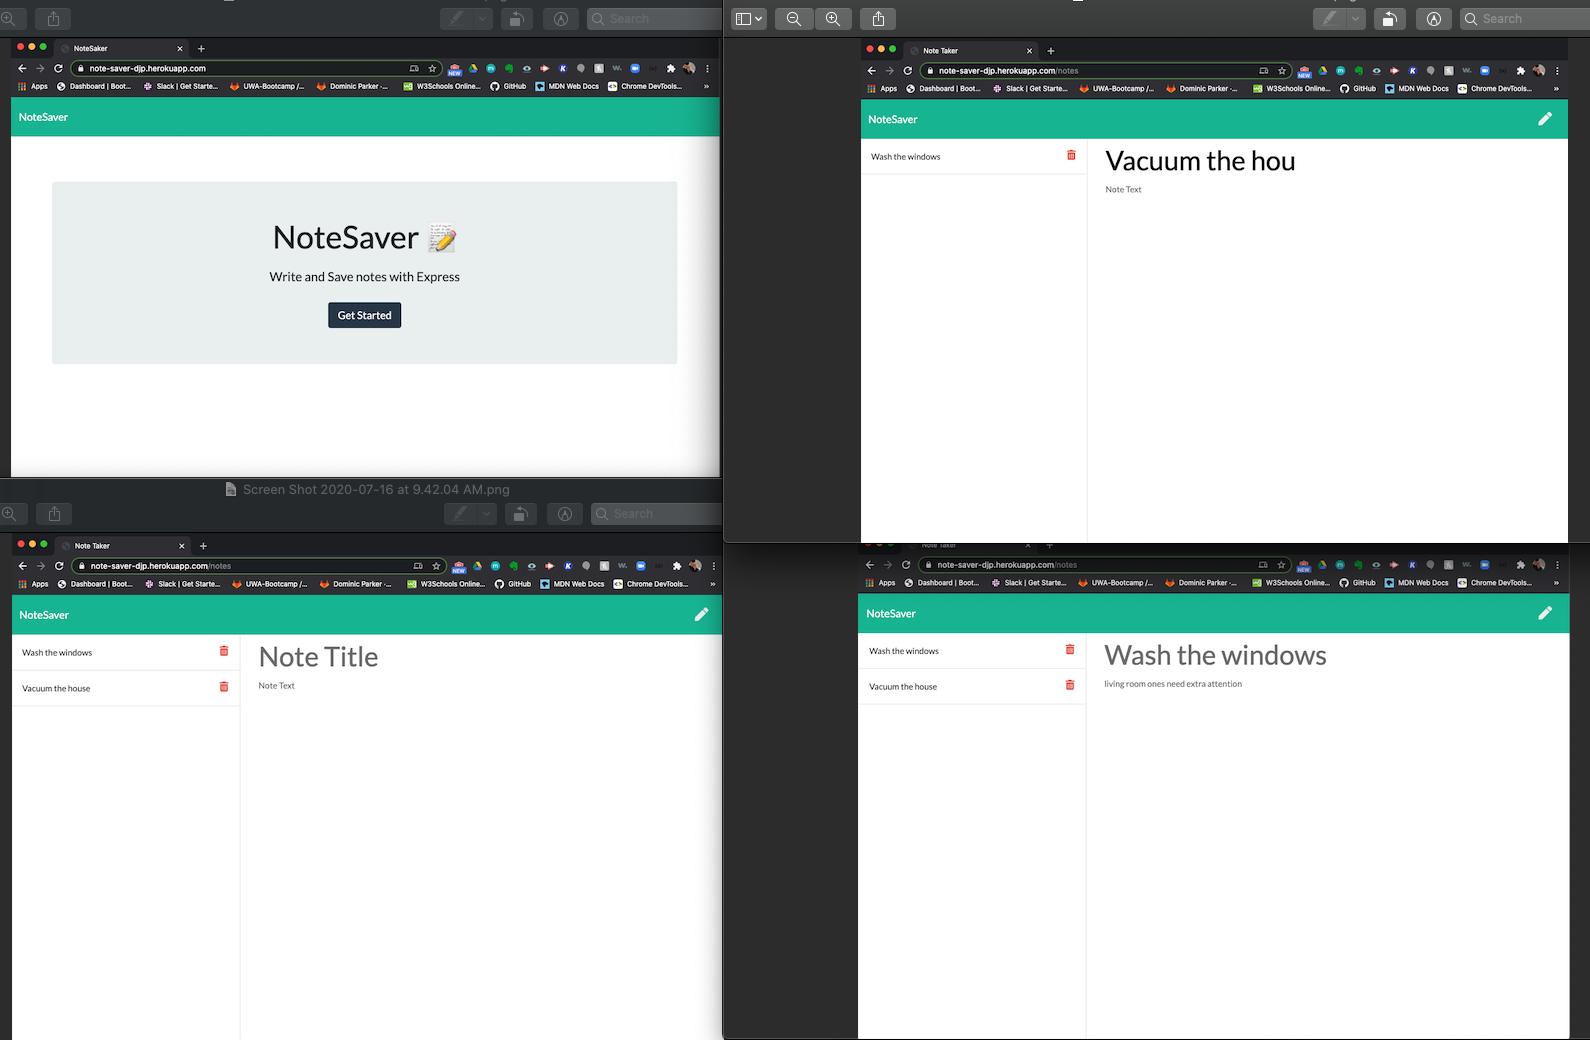 Search
NoteSaker
note-saver-djp.herokuapp.com
Apps Dashboard | Boot... Slack | Get Starte... UWA-Bootcamp /... Dominic Parker -... W3Schools Online... GitHub MDN Web Docs Chrome DevTools... »
NoteSaver
NoteSaver
Write and Save notes with Express
Get Started
Search
Note Taker
note-saver-djp.herokuapp.com/notes
Apps Dashboard | Boot... Slack | Get Starte... UWA-Bootcamp /... Dominic Parker -... W3Schools Online... GitHub MDN Web Docs Chrome DevTools... »
NoteSaver
Wash the windows
Vacuum the hou
Note Text
Screen Shot 2020-07-16 at 9.42.04 AM.png
Search
Note Taker
note-saver-djp.herokuapp.com/notes
Apps Dashboard | Boot... Slack | Get Starte... UWA-Bootcamp /... Dominic Parker -... W3Schools Online... GitHub MDN Web Docs Chrome DevTools... »
NoteSaver
Wash the windows
Vacuum the house
Note Title
Note Text
Note Taker
note-saver-djp.herokuapp.com/notes
Apps Dashboard | Boot... Slack | Get Starte... UWA-Bootcamp /... Dominic Parker -... W3Schools Online... GitHub MDN Web Docs Chrome DevTools... »
NoteSaver
Wash the windows
Vacuum the house
Wash the windows
living room ones need extra attention